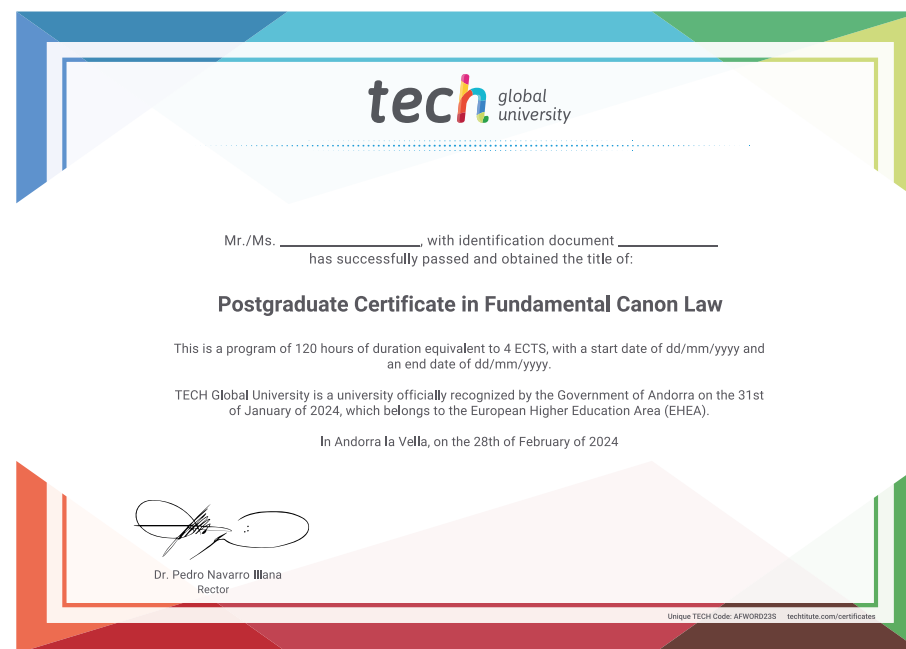 tech global
university
Mr./Ms. ____________, with identification document ____________
has successfully passed and obtained the title of:
Postgraduate Certificate in Fundamental Canon Law
This is a program of 120 hours of duration equivalent to 4 ECTS, with a start date of dd/mm/yyyy and
an end date of dd/mm/yyyy.
TECH Global University is a university officially recognized by the Government of Andorra on the 31st
of January of 2024, which belongs to the European Higher Education Area (EHEA).
In Andorra la Vella, on the 28th of February of 2024
Dr. Pedro Navarro Illana
Rector
Unique TECH Code: AFWORD23S techtitute.com/certificates